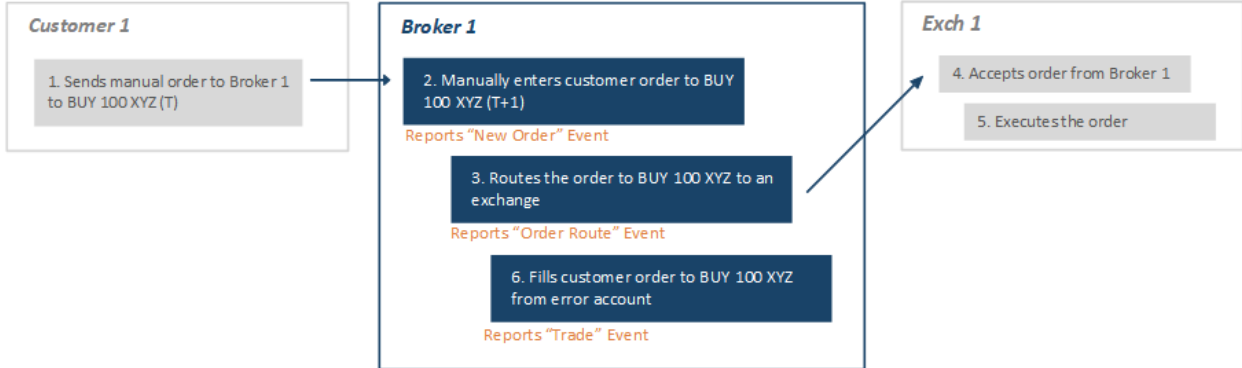 Customer 1
1. Sends manual order to Broker 1
to BUY 100 XYZ (T)
Broker 1
2. Manually enters customer order to BUY
100 XYZ (T+1)
Reports “New Order” Event
3. Routes the order to BUY 100 XYZ to an
exchange
Reports “Order Route” Event
6. Fills customer order to BUY 100 XYZ
from error account
Reports “Trade” Event
Exch 1
4. Accepts order from Broker 1
5. Executes the order